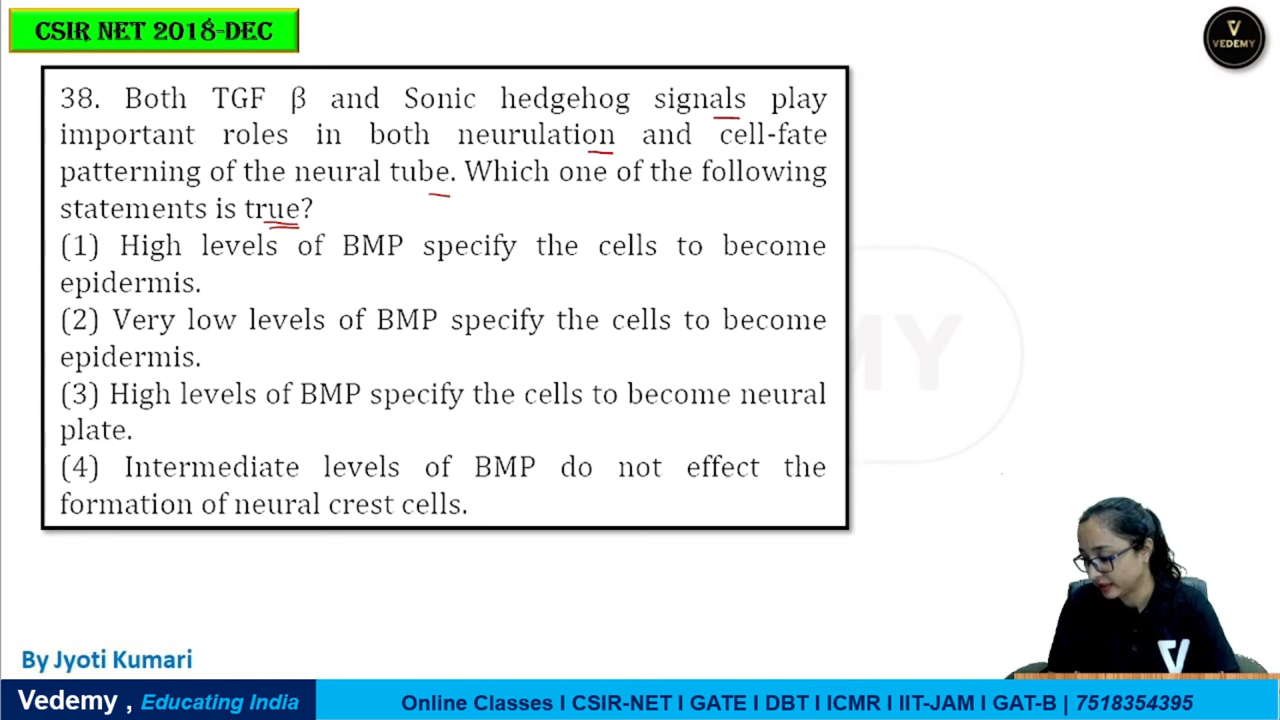 CSIR NET 2018-DEC
V
VEDEMY
38. Both TGF β and Sonic hedgehog signals play
important roles in both neurulation and cell-fate
patterning of the neural tube. Which one of the following
statements is true?
(1) High levels of BMP specify the cells to become
epidermis.
(2) Very low levels of BMP specify the cells to become
epidermis.
(3) High levels of BMP specify the cells to become neural
plate.
(4) Intermediate levels of BMP do not effect the
formation of neural crest cells.
MY
By Jyoti Kumari
Vedemy , Educating India
Online Classes I CSIR-NET I GATE I DBT I ICMR I IIT-JAM I GAT-B | 7518354395